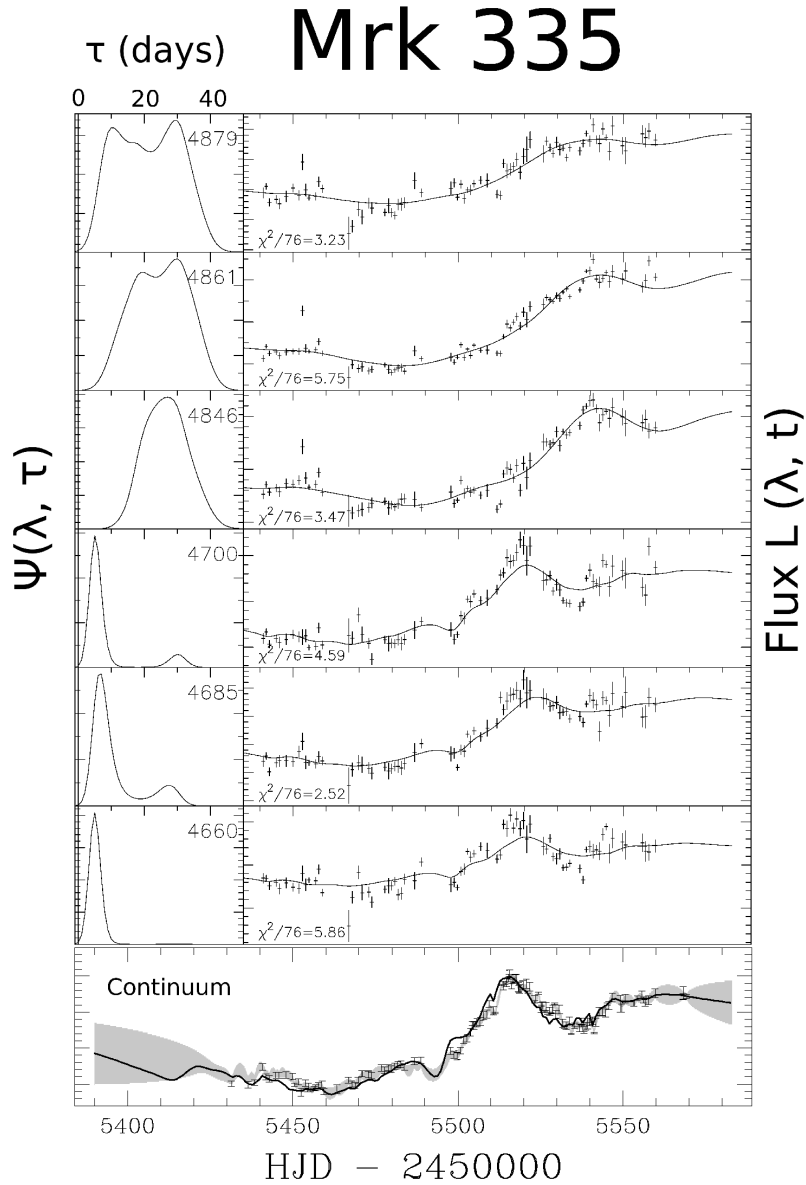 Mrk 335
τ (days)
0 20 40
4879
χ²/76=3.23
4861
χ²/76=5.75
4846
χ²/76=3.47
4700
χ²/76=4.59
4685
χ²/76=2.52
4660
χ²/76=5.86
Ψ(λ, τ)
Flux L (λ, t)
Continuum
5400 5450 5500 5550
HJD − 2450000